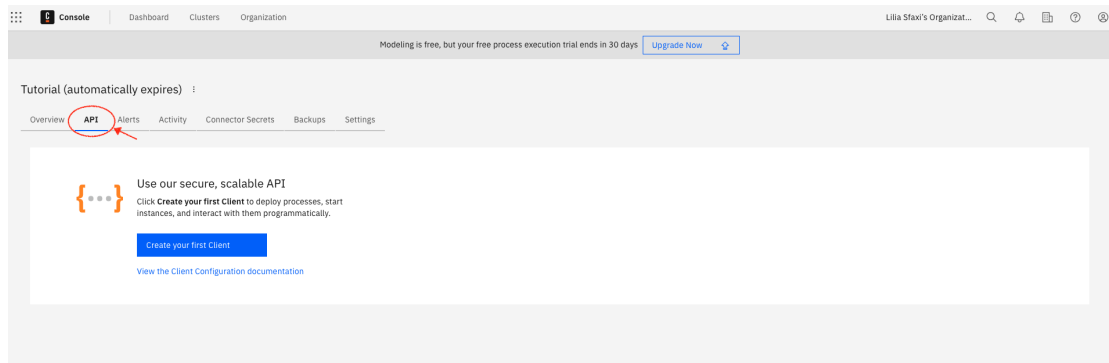 C Console Dashboard Clusters Organization Lilia Sfaxi's Organizat...
Modeling is free, but your free process execution trial ends in 30 days Upgrade Now
Tutorial (automatically expires)
Overview API Alerts Activity Connector Secrets Backups Settings
{...}
Use our secure, scalable API
Click Create your first Client to deploy processes, start
instances, and interact with them programmatically.
Create your first Client
View the Client Configuration documentation